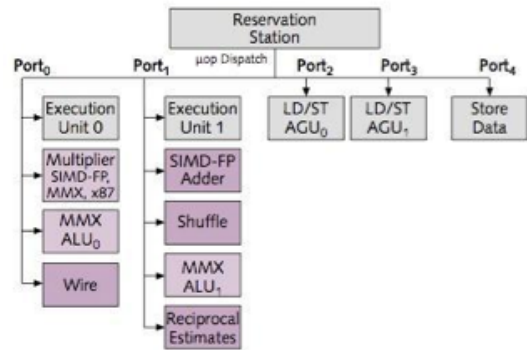 Reservation
Station
μop Dispatch
Port0
Port1
Port2
Port3
Port4
Execution
Unit 0
Multiplier
SIMD-FP,
MMX, x87
MMX
ALU0
Wire
Execution
Unit 1
SIMD-FP
Adder
Shuffle
MMX
ALU1
Reciprocal
Estimates
LD/ST
AGU0
LD/ST
AGU1
Store
Data